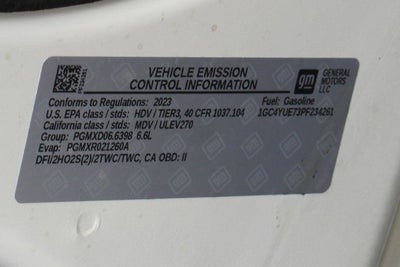 VEHICLE EMISSION
CONTROL INFORMATION
gm
GENERAL
MOTORS
LLC
Conforms to Regulations: 2023
Fuel: Gasoline
U.S. EPA class / stds: HDV / TIER3, 40 CFR 1037.104
1GC4YUE73PF234261
California class / stds: MDV / ULEV270
Group: PGMXD06.6398 6.6L
Evap: PGMXR021260A
DFI/2HO2S(2)/2TWC/TWC, CA OBD: II